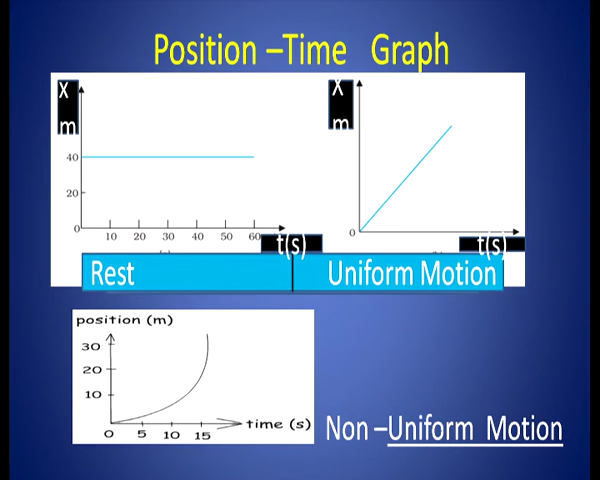 Position –Time Graph
X
m
40
20
0
10 20 30 40 50 60
t(s)
X
m
0
t(s)
Rest
Uniform Motion
position (m)
30
20
10
0 5 10 15
time (s)
Non –Uniform Motion